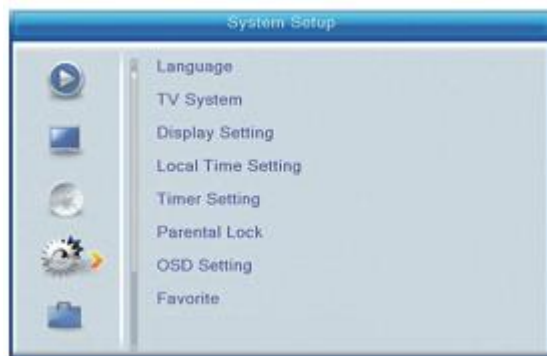 System Setup
Language
TV System
Display Setting
Local Time Setting
Timer Setting
Parental Lock
OSD Setting
Favorite